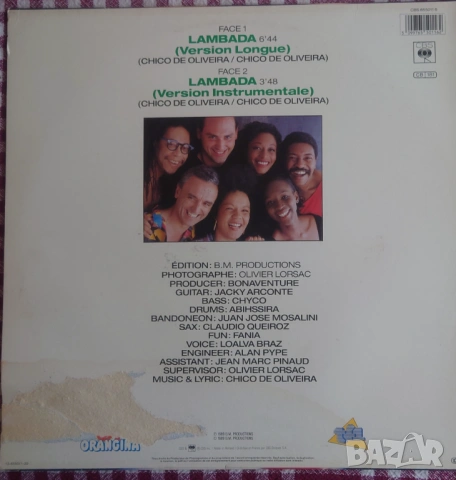 FACE 1
LAMBADA 6'44
(Version Longue)
(CHICO DE OLIVEIRA / CHICO DE OLIVEIRA)
FACE 2
LAMBADA 3'48
(Version Instrumentale)
(CHICO DE OLIVEIRA / CHICO DE OLIVEIRA)
ÉDITION: B.M. PRODUCTIONS
PHOTOGRAPHE: OLIVIER LORSAC
PRODUCER: BONAVENTURE
GUITAR: JACKY ARCONTE
BASS: CHYCO
DRUMS: ABIHSSIRA
BANDONEON: JUAN JOSE MOSALINI
SAX: CLAUDIO QUEIROZ
FUN: FANIA
VOICE: LOALVA BRAZ
ENGINEER: ALAN PYPE
ASSISTANT: JEAN MARC PINAUD
SUPERVISOR: OLIVIER LORSAC
MUSIC & LYRIC: CHICO DE OLIVEIRA
ORANGINA
BAZAR.bg